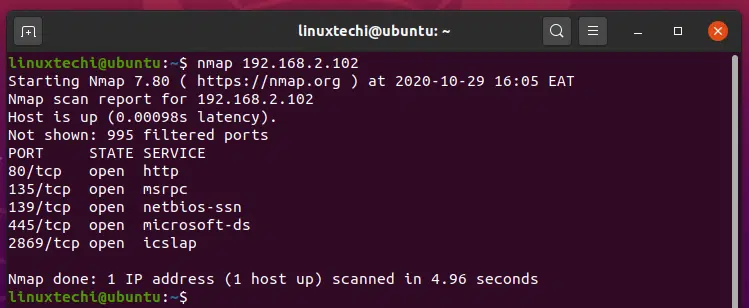 linuxtechi@ubuntu: ~
linuxtechi@ubuntu:~$ nmap 192.168.2.102
Starting Nmap 7.80 ( https://nmap.org ) at 2020-10-29 16:05 EAT
Nmap scan report for 192.168.2.102
Host is up (0.00098s latency).
Not shown: 995 filtered ports
PORT     STATE SERVICE
80/tcp   open  http
135/tcp  open  msrpc
139/tcp  open  netbios-ssn
445/tcp  open  microsoft-ds
2869/tcp open  icslap
Nmap done: 1 IP address (1 host up) scanned in 4.96 seconds
linuxtechi@ubuntu:~$